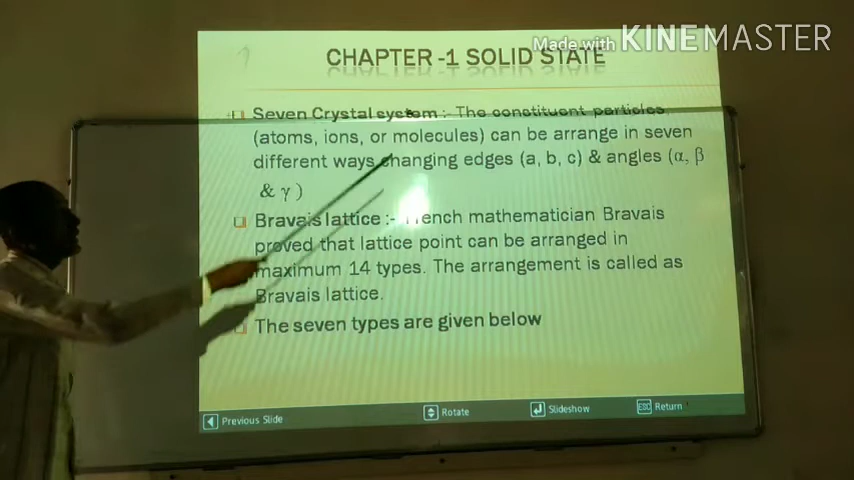 Made with KINEMASTER
CHAPTER -1 SOLID STATE
Seven Crystal system :- The constituent particles
(atoms, ions, or molecules) can be arrange in seven
different ways changing edges (a, b, c) & angles (α, β
& γ )
Bravais lattice :- French mathematician Bravais
proved that lattice point can be arranged in
maximum 14 types. The arrangement is called as
Bravais lattice.
The seven types are given below
Previous Slide
Rotate
Slideshow
ESC Return